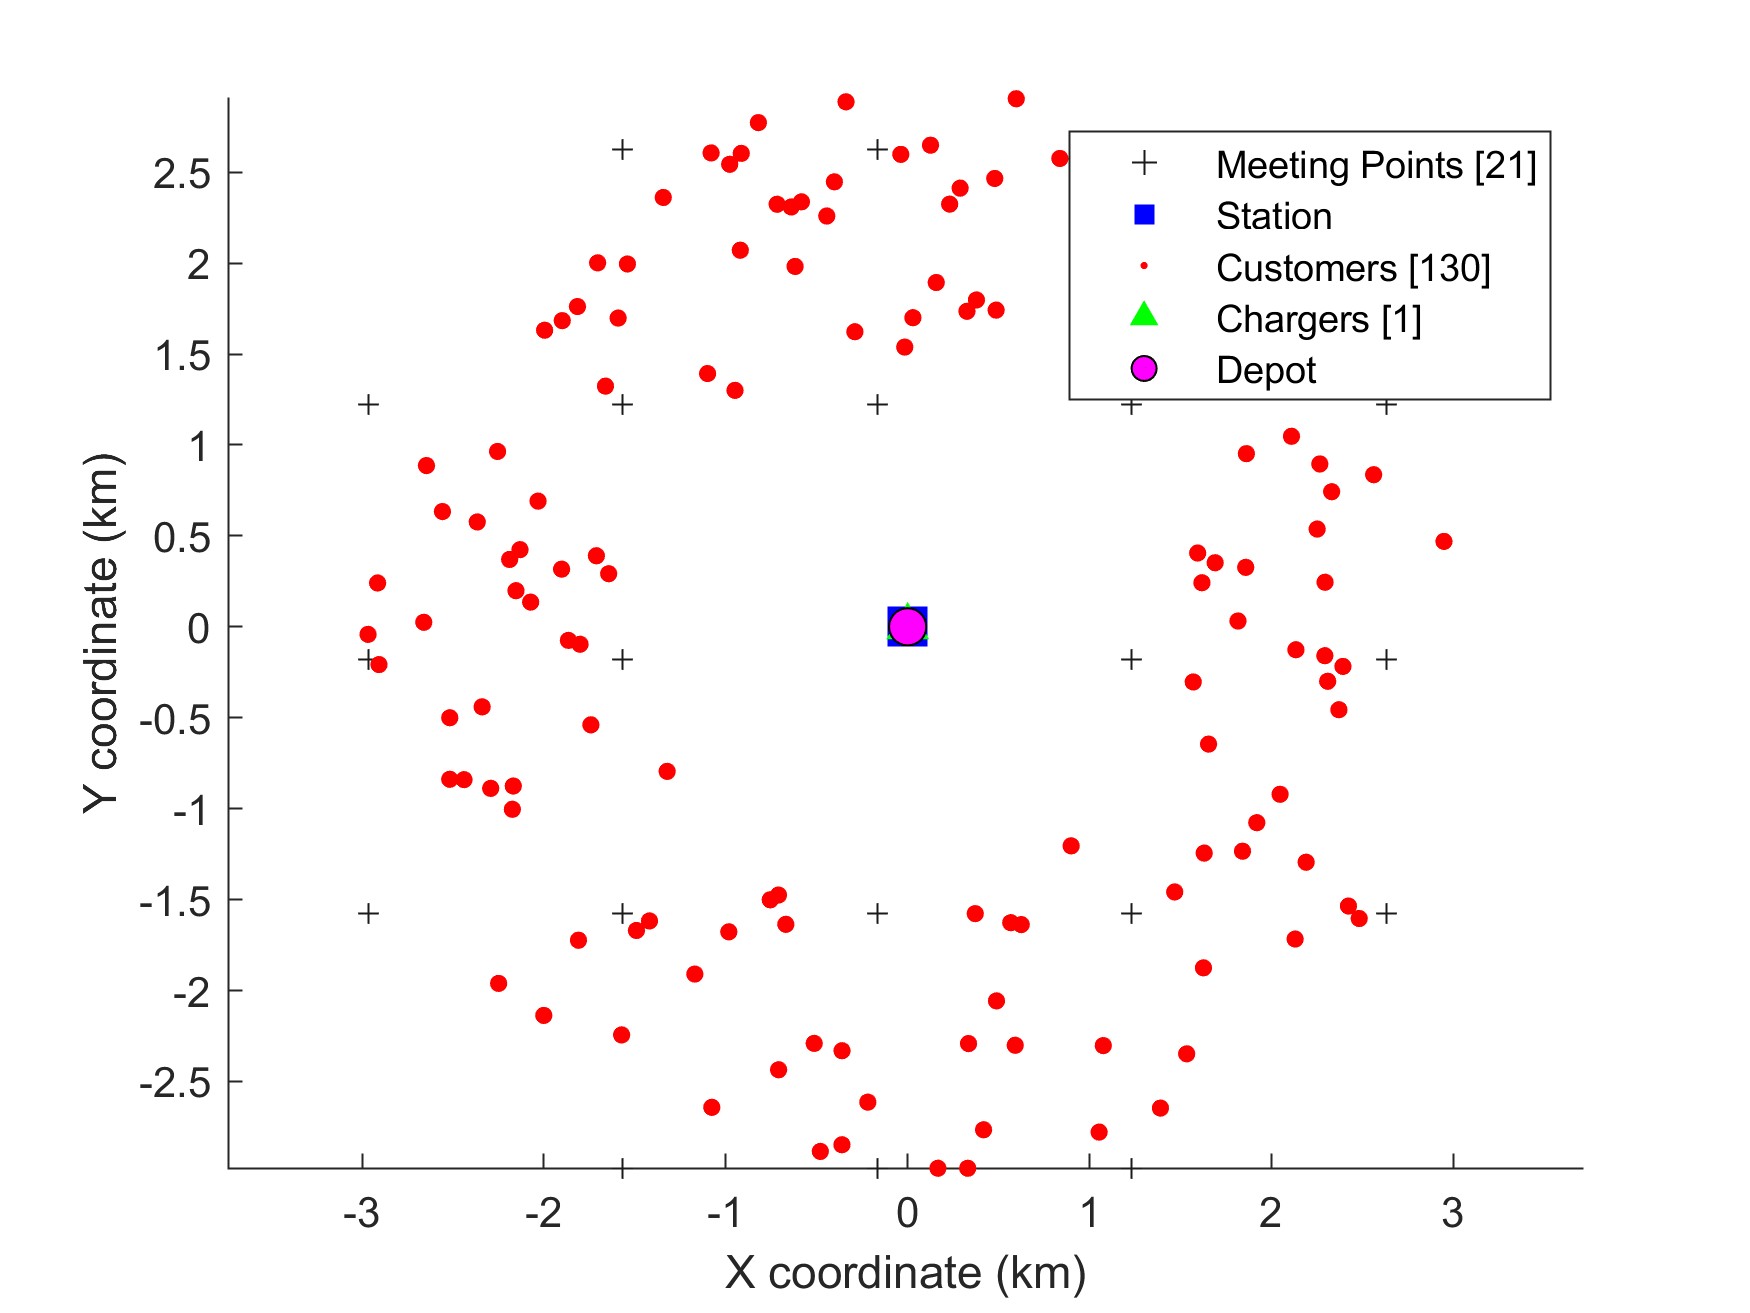 Meeting Points [21]
Station
Customers [130]
Chargers [1]
Depot
2.5
2
1.5
1
0.5
0
-0.5
-1
-1.5
-2
-2.5
Y coordinate (km)
-3 -2 -1 0 1 2 3
X coordinate (km)